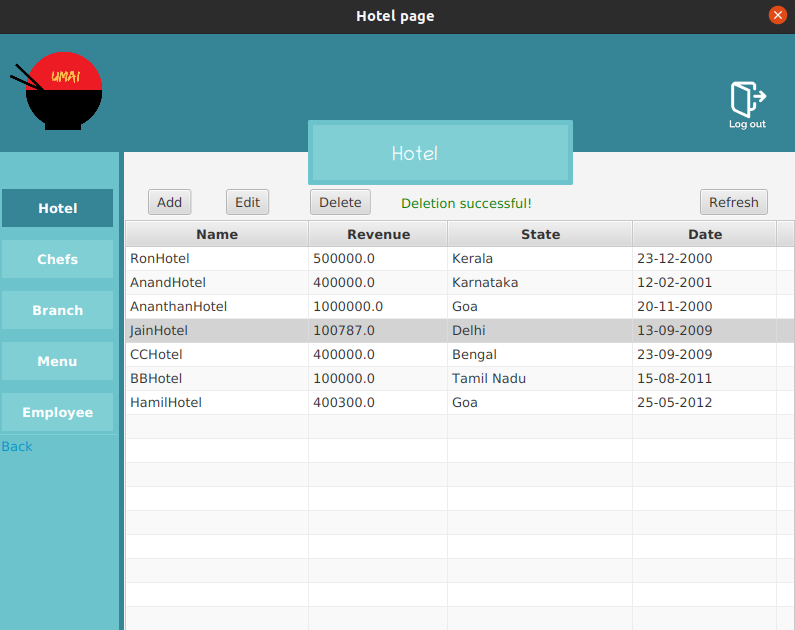 Hotel page
UMAI
Log out
Hotel
Add Edit Delete Deletion successful! Refresh
Hotel
Chefs
Branch
Menu
Employee
Back
Name Revenue State Date
RonHotel 500000.0 Kerala 23-12-2000
AnandHotel 400000.0 Karnataka 12-02-2001
AnanthanHotel 1000000.0 Goa 20-11-2000
JainHotel 100787.0 Delhi 13-09-2009
CCHotel 400000.0 Bengal 23-09-2009
BBHotel 100000.0 Tamil Nadu 15-08-2011
HamilHotel 400300.0 Goa 25-05-2012